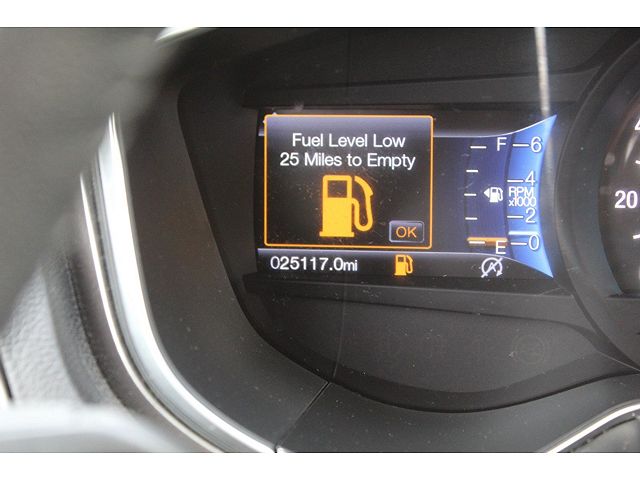 Fuel Level Low
25 Miles to Empty
OK
F
E
6
4
RPM
x1000
2
0
025117.0mi
20